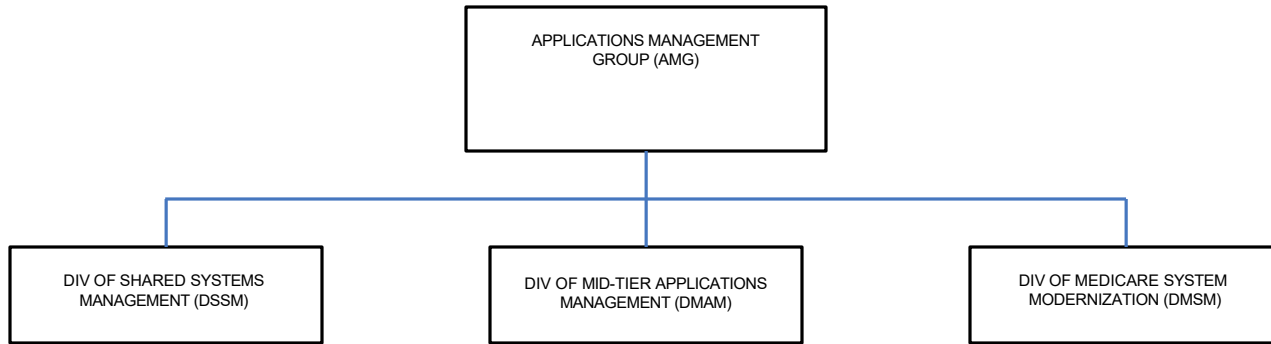 APPLICATIONS MANAGEMENT
GROUP (AMG)
DIV OF SHARED SYSTEMS
MANAGEMENT (DSSM)
DIV OF MID-TIER APPLICATIONS
MANAGEMENT (DMAM)
DIV OF MEDICARE SYSTEM
MODERNIZATION (DMSM)